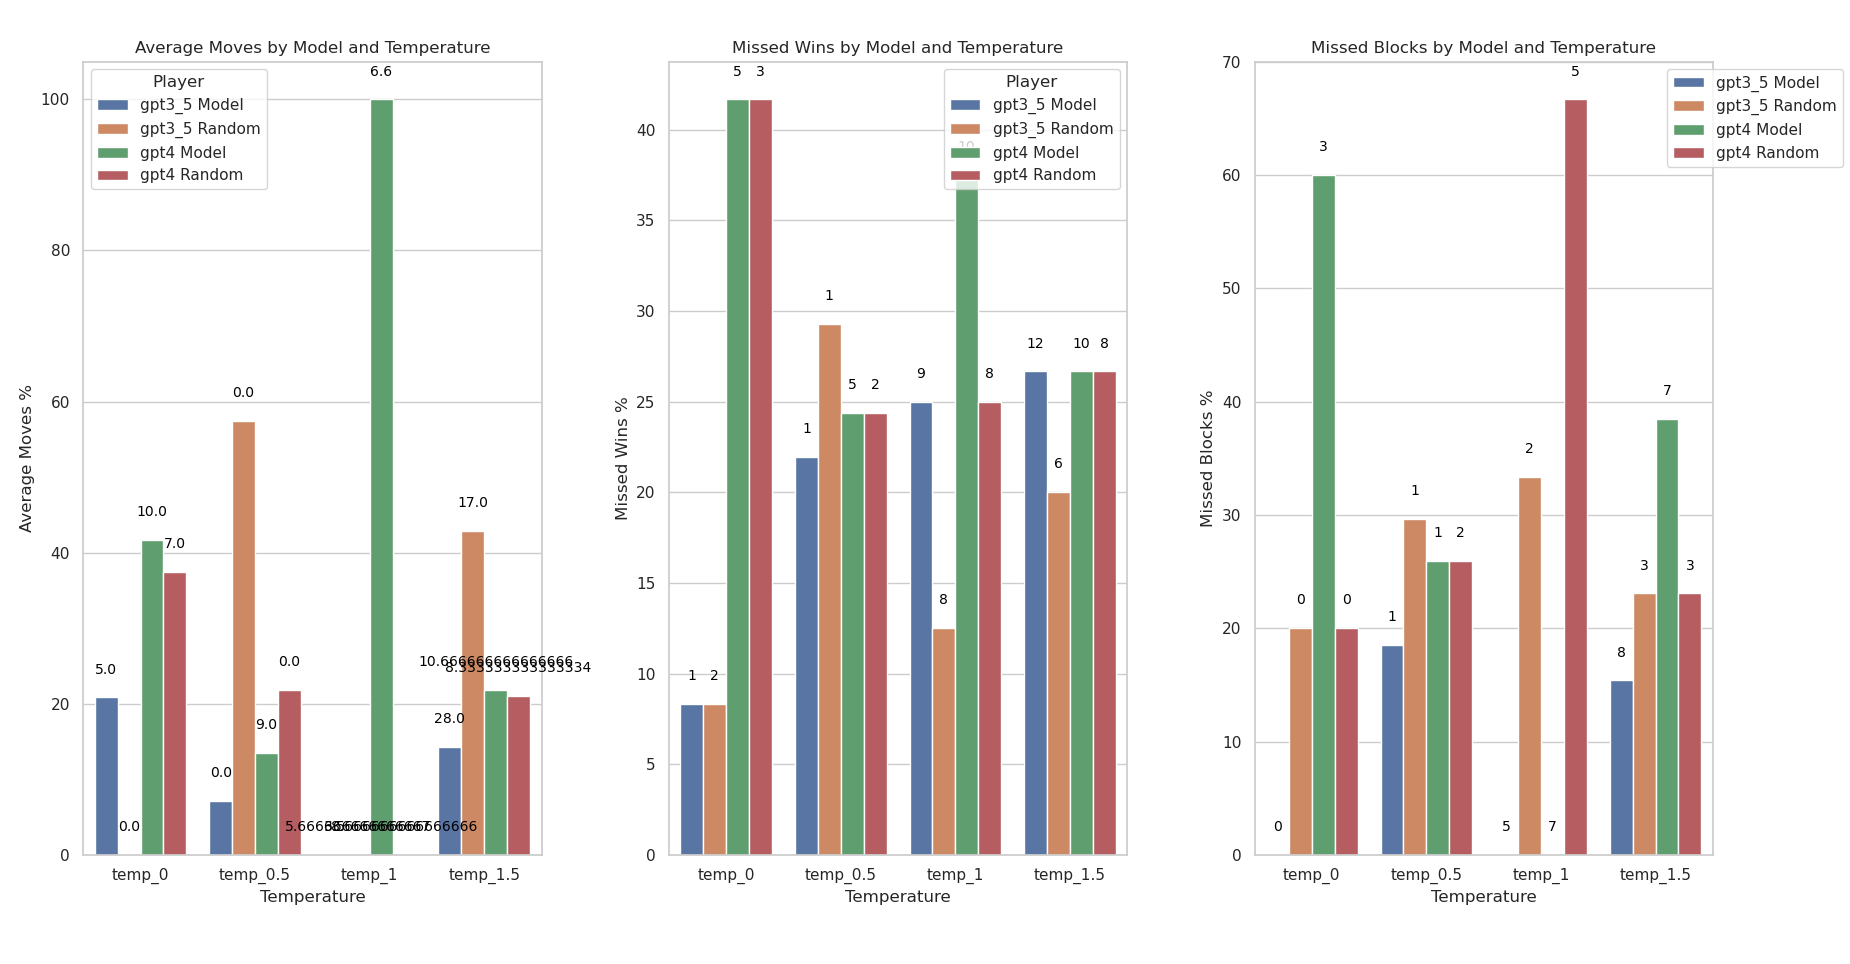 Average Moves by Model and Temperature
Player
gpt3_5 Model
gpt3_5 Random
gpt4 Model
gpt4 Random
Average Moves %
100
80
60
40
20
0
5.0
0.0
10.0
7.0
0.0
0.0
9.0
0.0
6.6
28.0
17.0
10.666666666666666
8.333333333333334
temp_0
temp_0.5
temp_1
temp_1.5
Temperature
Missed Wins by Model and Temperature
Player
gpt3_5 Model
gpt3_5 Random
gpt4 Model
gpt4 Random
Missed Wins %
40
35
30
25
20
15
10
5
0
1
2
5
3
1
1
5
2
9
8
10
8
12
6
10
8
temp_0
temp_0.5
temp_1
temp_1.5
Temperature
Missed Blocks by Model and Temperature
gpt3_5 Model
gpt3_5 Random
gpt4 Model
gpt4 Random
Missed Blocks %
70
60
50
40
30
20
10
0
0
0
3
0
1
1
1
2
5
2
7
5
8
3
7
3
temp_0
temp_0.5
temp_1
temp_1.5
Temperature